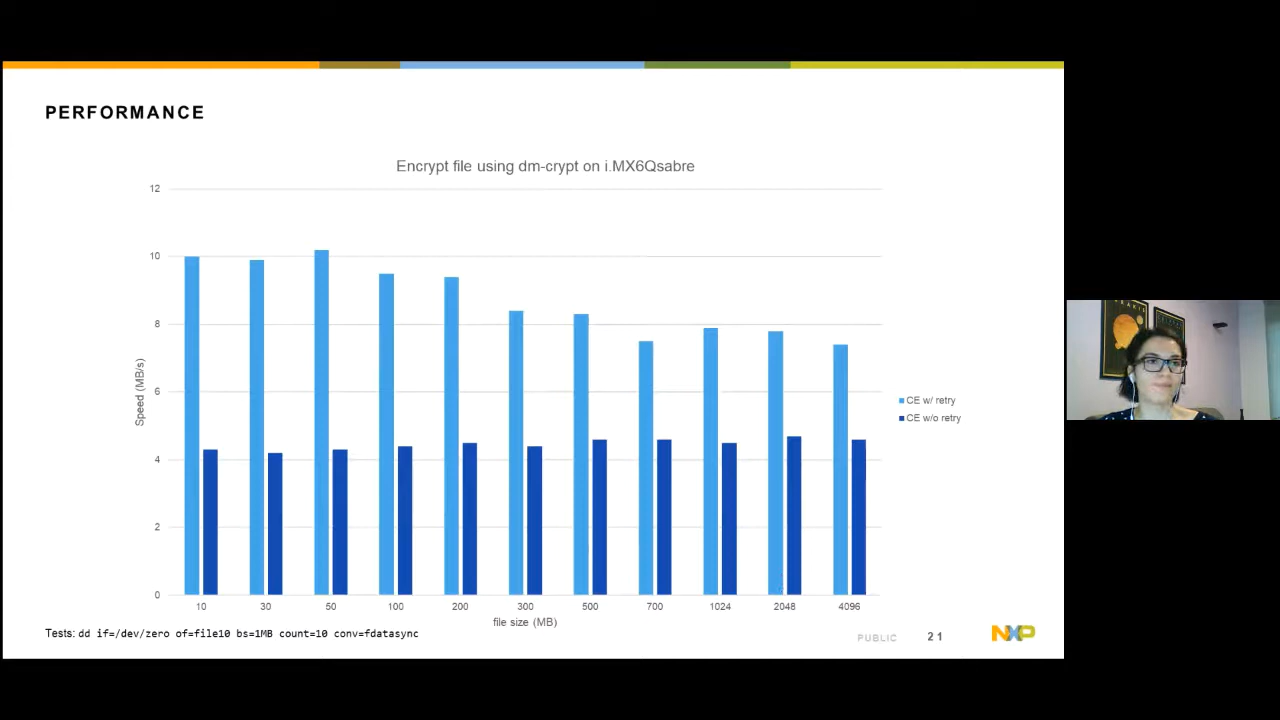 PERFORMANCE
Encrypt file using dm-crypt on i.MX6Qsabre
12
10
8
6
4
2
0
Speed (MB/s)
10 30 50 100 200 300 500 700 1024 2048 4096
file size (MB)
CE w/ retry
CE w/o retry
Tests: dd if=/dev/zero of=file10 bs=1MB count=10 conv=fdatasync
PUBLIC
21
NXP